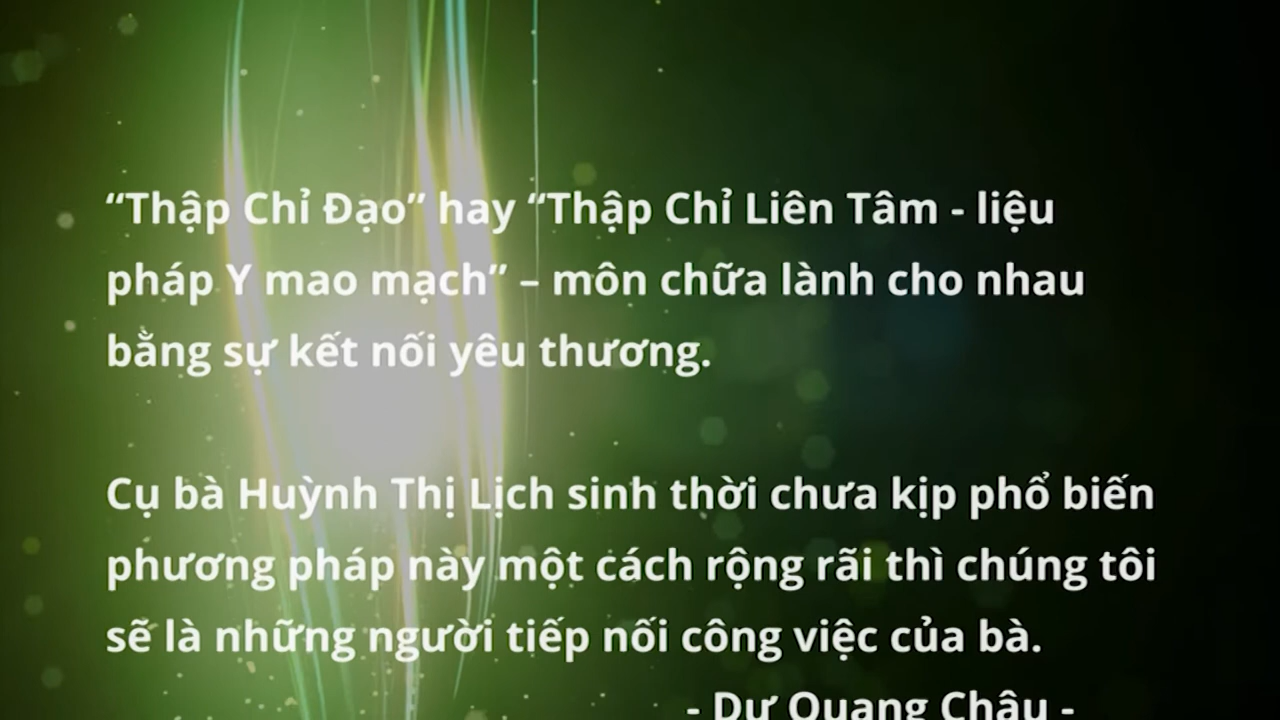 “Thập Chỉ Đạo” hay “Thập Chỉ Liên Tâm - liệu
pháp Y mao mạch” – môn chữa lành cho nhau
bằng sự kết nối yêu thương.
Cụ bà Huỳnh Thị Lịch sinh thời chưa kịp phổ biến
phương pháp này một cách rộng rãi thì chúng tôi
sẽ là những người tiếp nối công việc của bà.
- Dư Quang Châu -